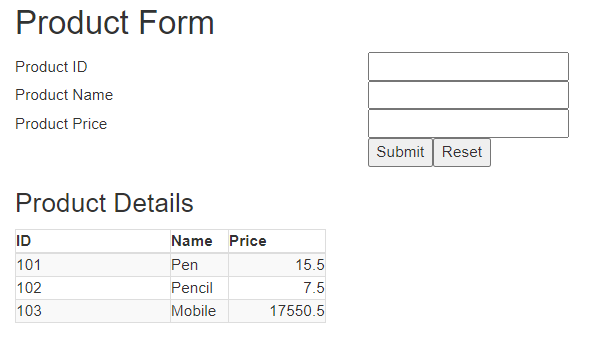 Product Form
Product ID
Product Name
Product Price
Submit Reset
Product Details
ID Name Price
101 Pen 15.5
102 Pencil 7.5
103 Mobile 17550.5